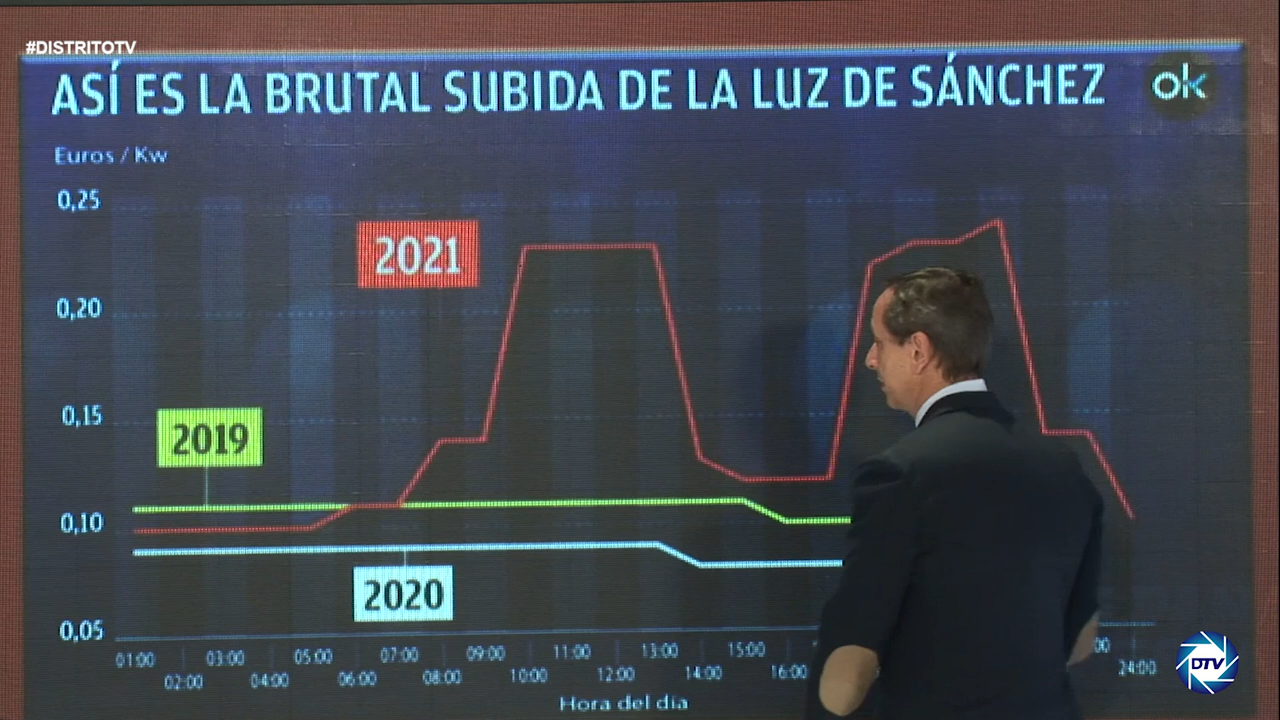 #DISTRITOTV
ASÍ ES LA BRUTAL SUBIDA DE LA LUZ DE SÁNCHEZ
ok
Euros / Kw
0,25
2021
0,20
0,15
2019
0,10
2020
0,05
01:00 03:00 05:00 07:00 09:00 11:00 13:00 15:00
02:00 04:00 06:00 08:00 10:00 12:00 14:00 16:00 24:00
Hora del día
DTV